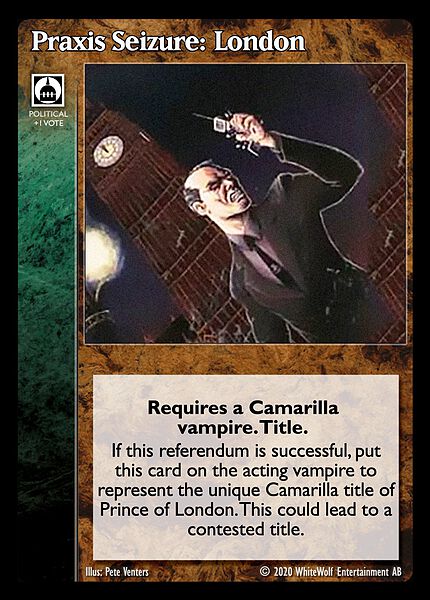 Praxis Seizure: London
POLITICAL
+1 VOTE
Requires a Camarilla
vampire.Title.
If this referendum is successful, put
this card on the acting vampire to
represent the unique Camarilla title of
Prince of London.This could lead to a
contested title.
Illus: Pete Venters
© 2020 WhiteWolf Entertainment AB